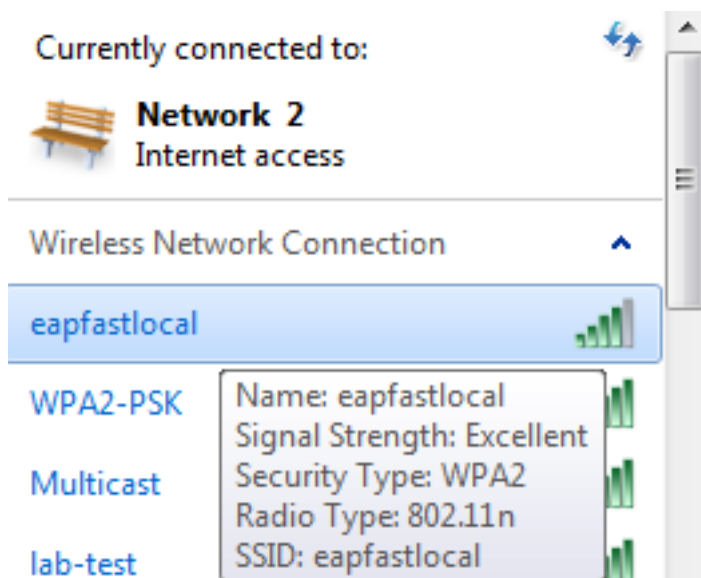 Currently connected to:
Network 2
Internet access
Wireless Network Connection
eapfastlocal
WPA2-PSK
Name: eapfastlocal
Signal Strength: Excellent
Security Type: WPA2
Radio Type: 802.11n
SSID: eapfastlocal
Multicast
lab-test